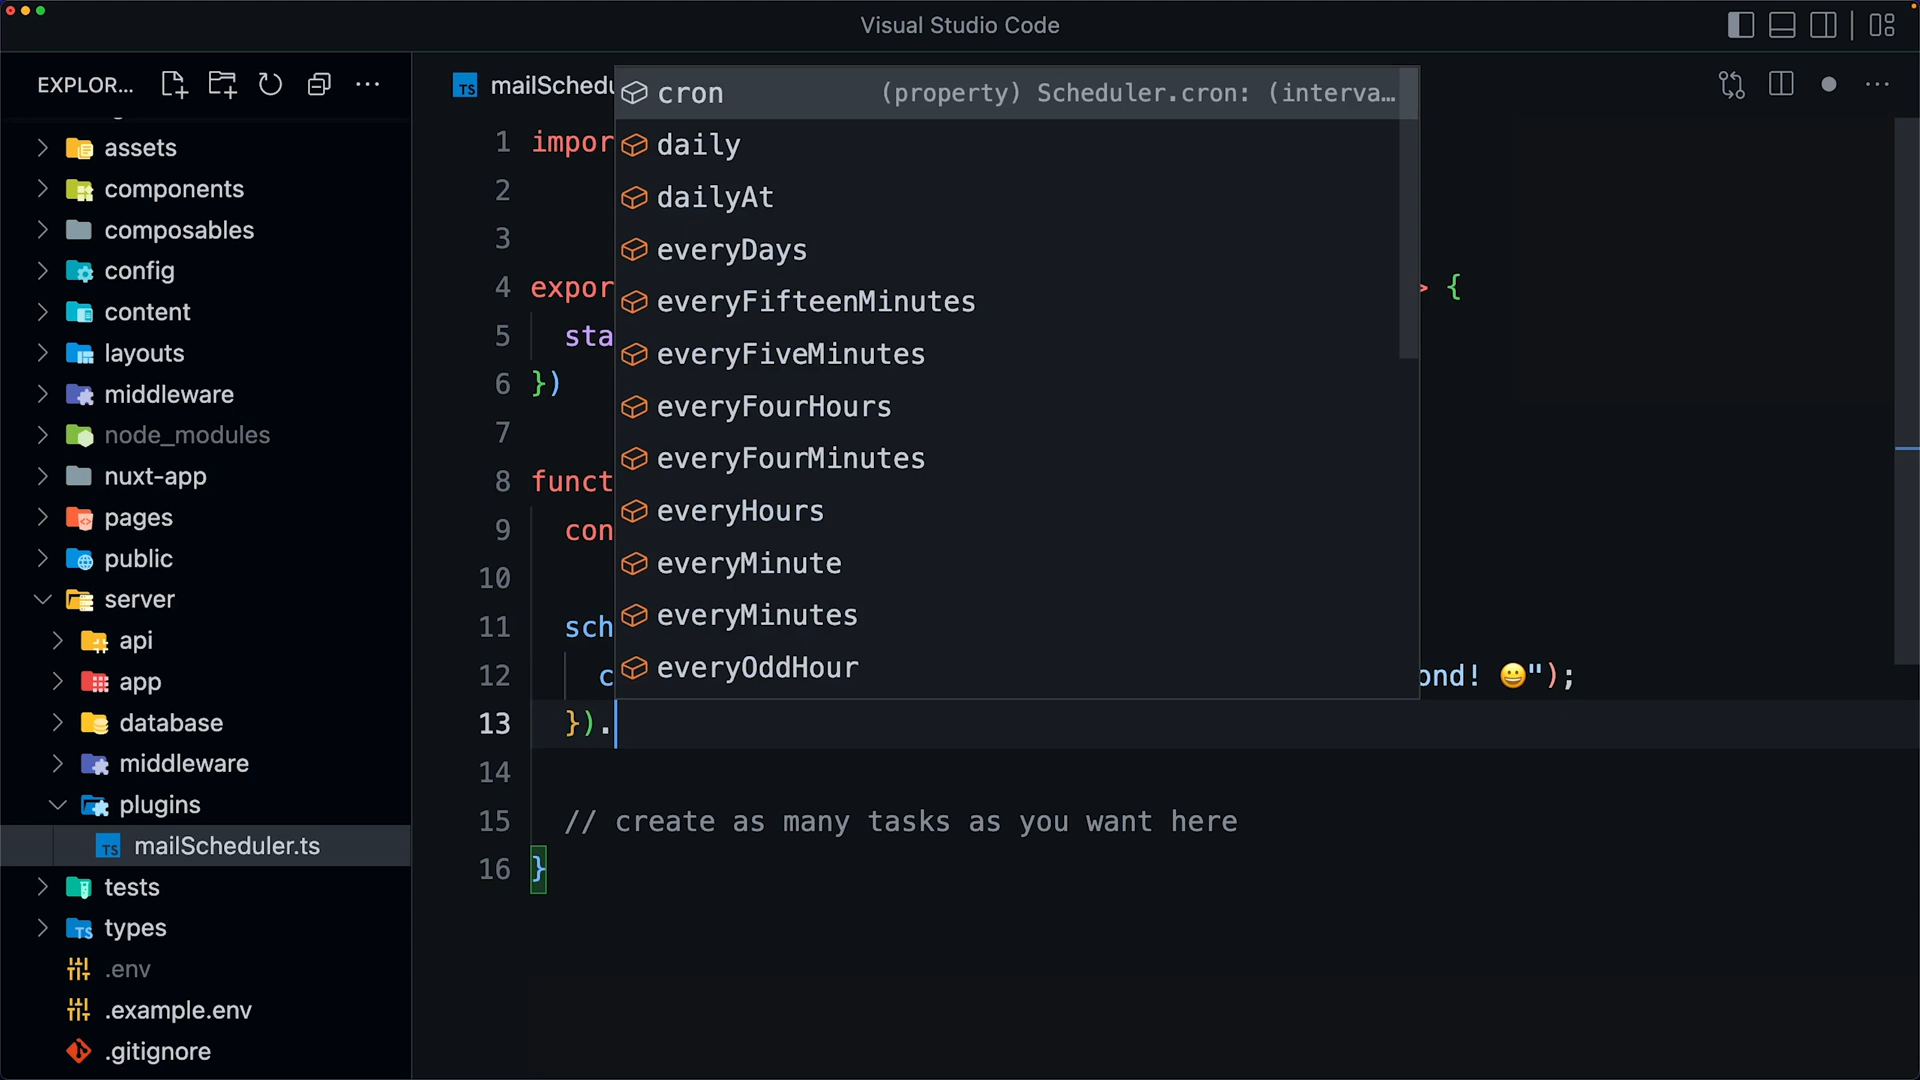 Visual Studio Code
EXPLOR...
assets
components
composables
config
content
layouts
middleware
node_modules
nuxt-app
pages
public
server
api
app
database
middleware
plugins
TS mailScheduler.ts
tests
TS types
.env
.example.env
.gitignore
TS mailSchedu
1 impor
2
3
4 expor > {
5 sta
6 })
7
8 funct
9 con
10
11 sch
12 c ond! 😀");
13 }).
14
15 // create as many tasks as you want here
16 }
cron (property) Scheduler.cron: (interva…
daily
dailyAt
everyDays
everyFifteenMinutes
everyFiveMinutes
everyFourHours
everyFourMinutes
everyHours
everyMinute
everyMinutes
everyOddHour